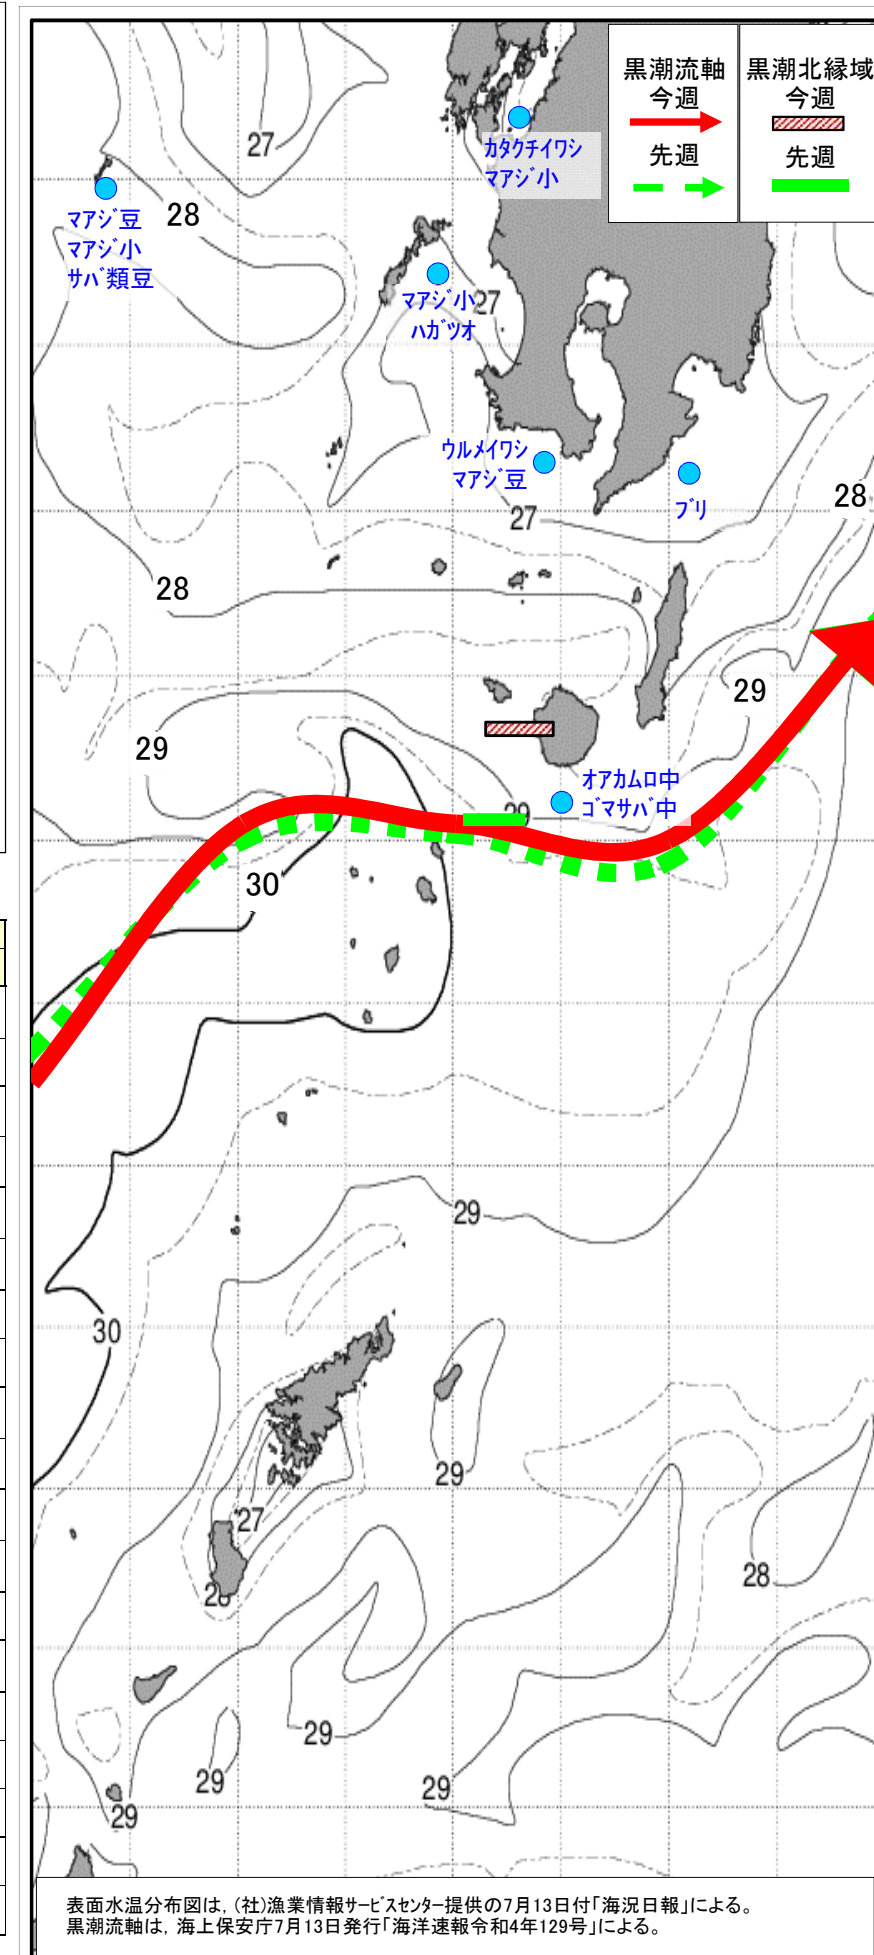 黒潮流軸
今週
先週
黒潮北縁域
今週
先週
カタクチイワシ
マアジ小
27
28
マアジ豆
マアジ小
サバ類豆
マアジ小
ハガツオ
27
ウルメイワシ
マアジ豆
ブリ
27
28
28
29
29
オアカムロ中
ゴマサバ中
29
30
29
30
29
27
28
28
29
29
29
29
表面水温分布図は,(社)漁業情報サービスセンター提供の7月13日付「海況日報」による。
黒潮流軸は,海上保安庁7月13日発行「海洋速報令和4年129号」による。